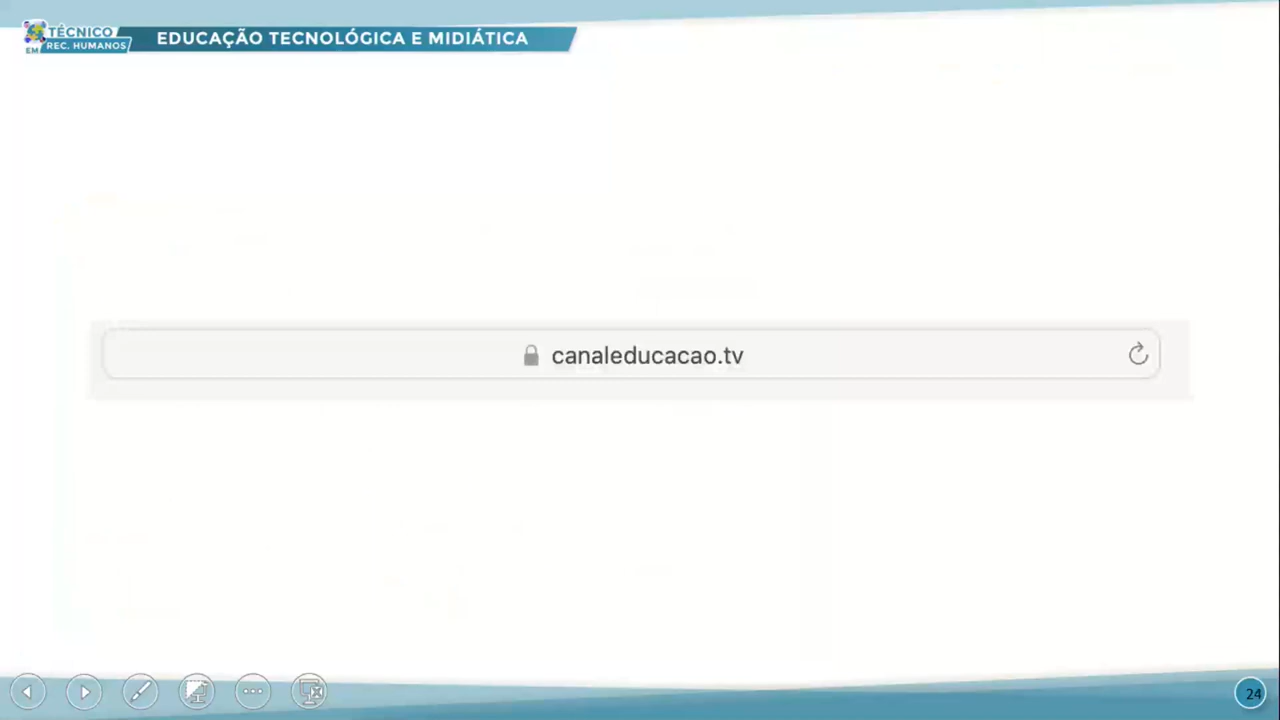 TÉCNICO
EM REC. HUMANOS
EDUCAÇÃO TECNOLÓGICA E MIDIÁTICA
canaleducacao.tv
24